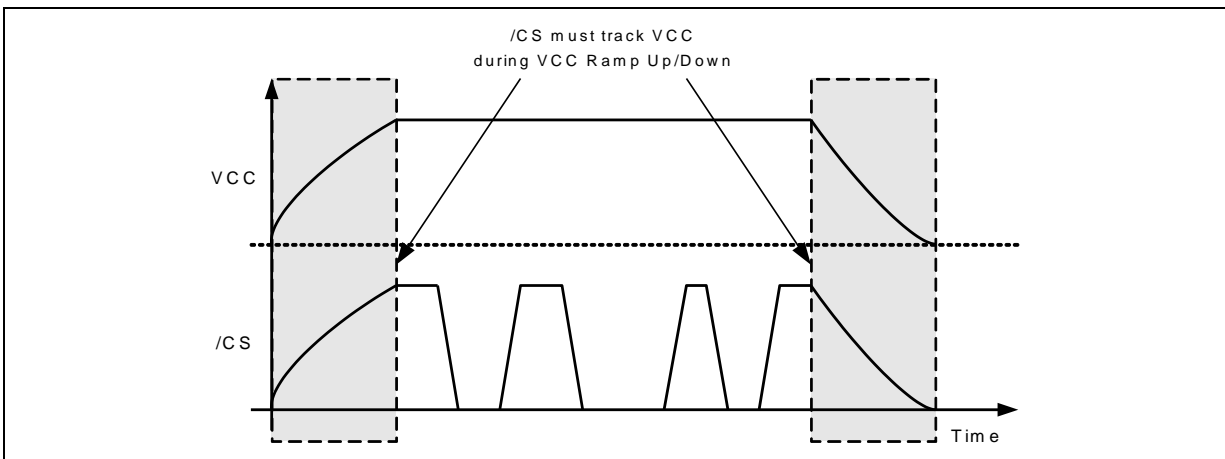 /CS must track VCC
during VCC Ramp Up/Down
VCC
/CS
Time